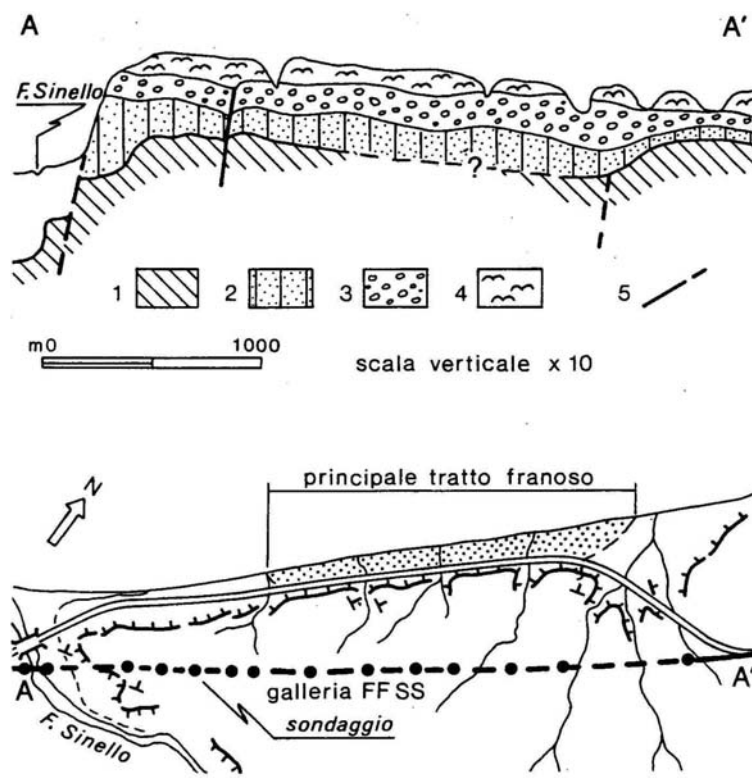 A A'
F. Sinello
?
1 2 3 4 5
m0 1000
scala verticale x 10
principale tratto franoso
N
A A'
galleria FF SS
sondaggio
F. Sinello